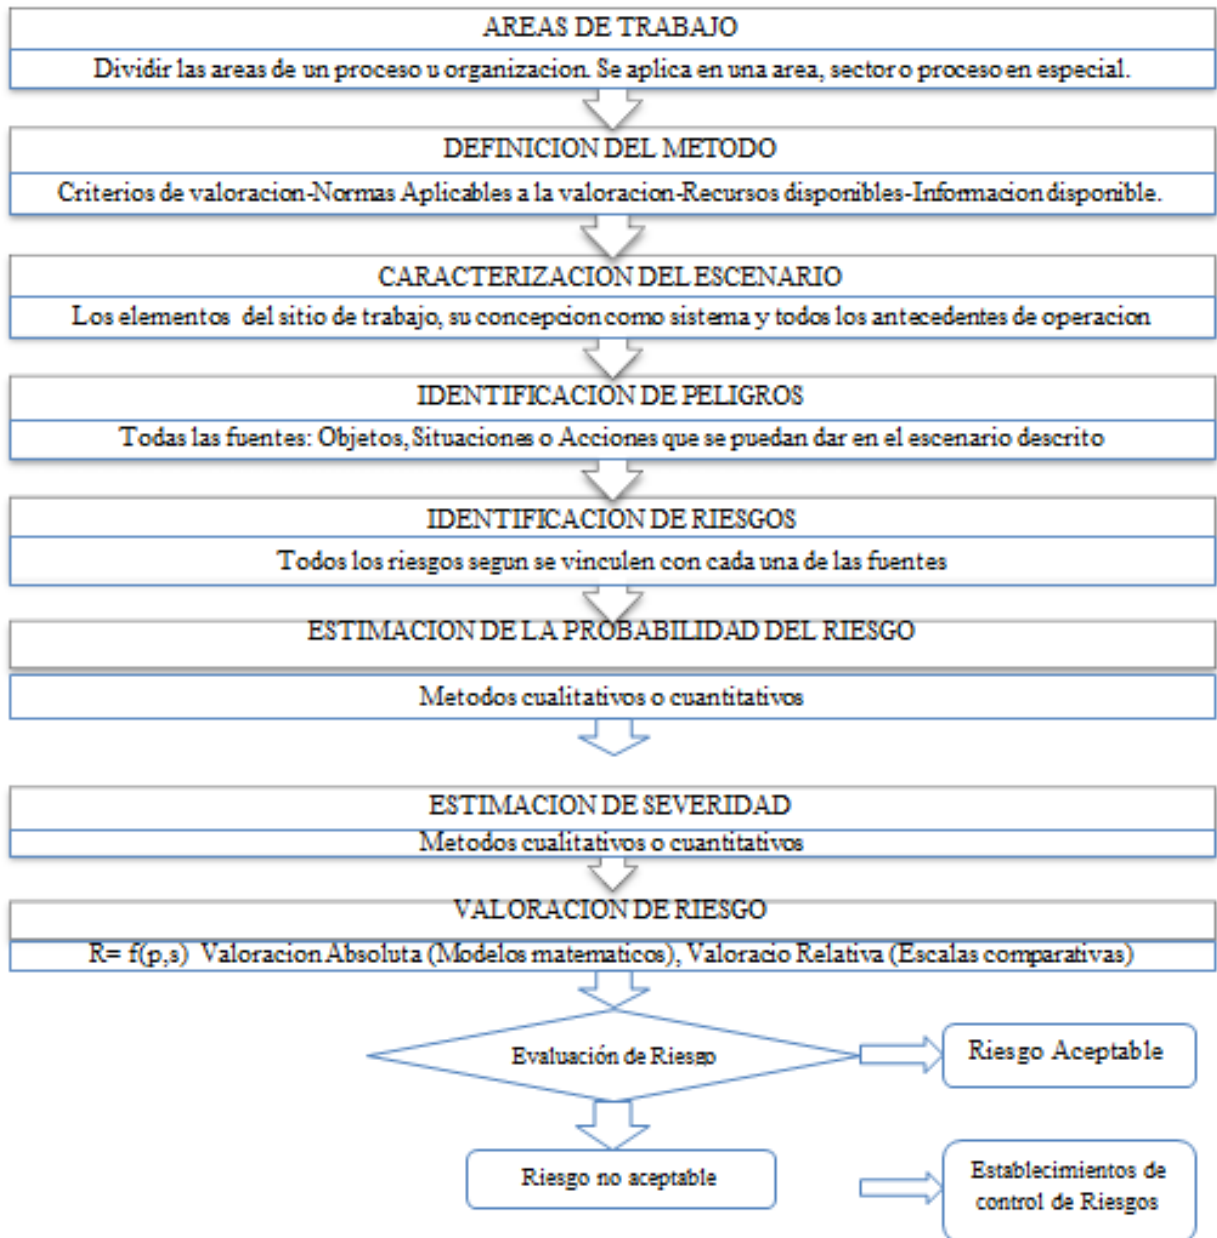 AREAS DE TRABAJO
Dividir las areas de un proceso u organizacion. Se aplica en una area, sector o proceso en especial.
DEFINICION DEL METODO
Criterios de valoracion-Normas Aplicables a la valoracion-Recursos disponibles-Informacion disponible.
CARACTERIZACION DEL ESCENARIO
Los elementos del sitio de trabajo, su concepcion como sistema y todos los antecedentes de operacion
IDENTIFICACION DE PELIGROS
Todas las fuentes: Objetos, Situaciones o Acciones que se puedan dar en el escenario descrito
IDENTIFICACION DE RIESGOS
Todos los riesgos segun se vinculen con cada una de las fuentes
ESTIMACION DE LA PROBABILIDAD DEL RIESGO
Metodos cualitativos o cuantitativos
ESTIMACION DE SEVERIDAD
Metodos cualitativos o cuantitativos
VALORACION DE RIESGO
R= f(p,s) Valoracion Absoluta (Modelos matematicos), Valoracio Relativa (Escalas comparativas)
Evaluación de Riesgo
Riesgo Aceptable
Riesgo no aceptable
Establecimientos de
control de Riesgos